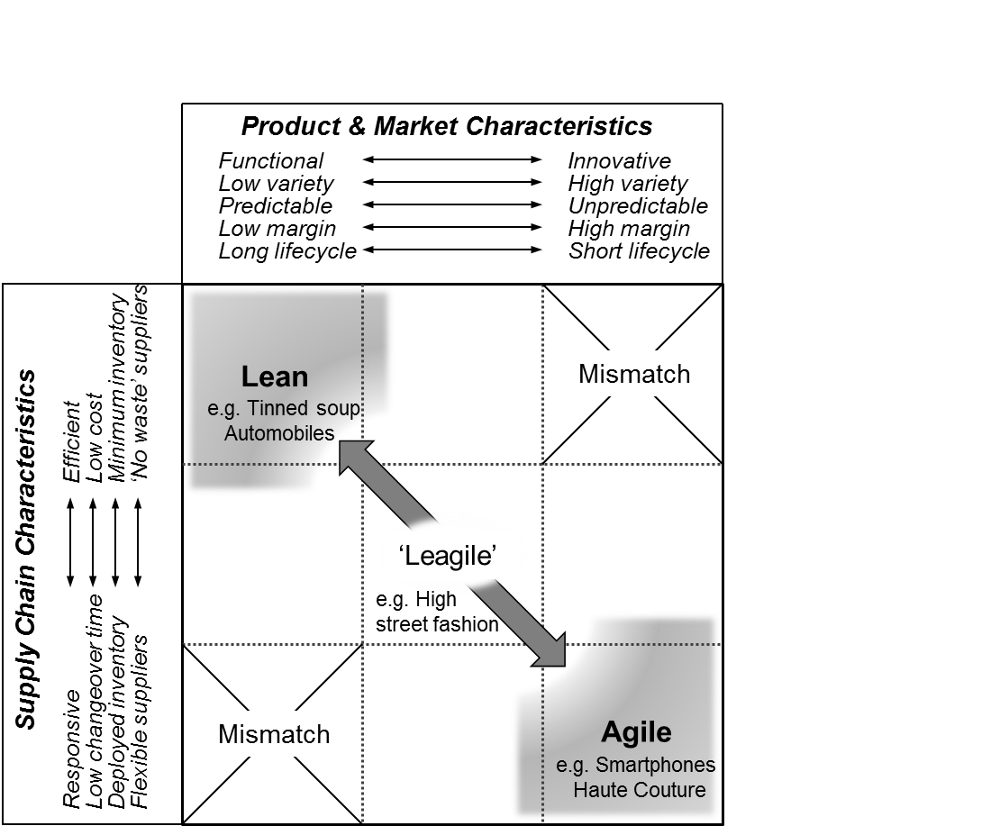 Product & Market Characteristics
Functional Innovative
Low variety High variety
Predictable Unpredictable
Low margin High margin
Long lifecycle Short lifecycle
Supply Chain Characteristics
Responsive Efficient
Low changeover time Low cost
Deployed inventory Minimum inventory
Flexible suppliers ‘No waste’ suppliers
Lean
e.g. Tinned soup
Automobiles
Mismatch
‘Leagile’
e.g. High
street fashion
Mismatch
Agile
e.g. Smartphones
Haute Couture